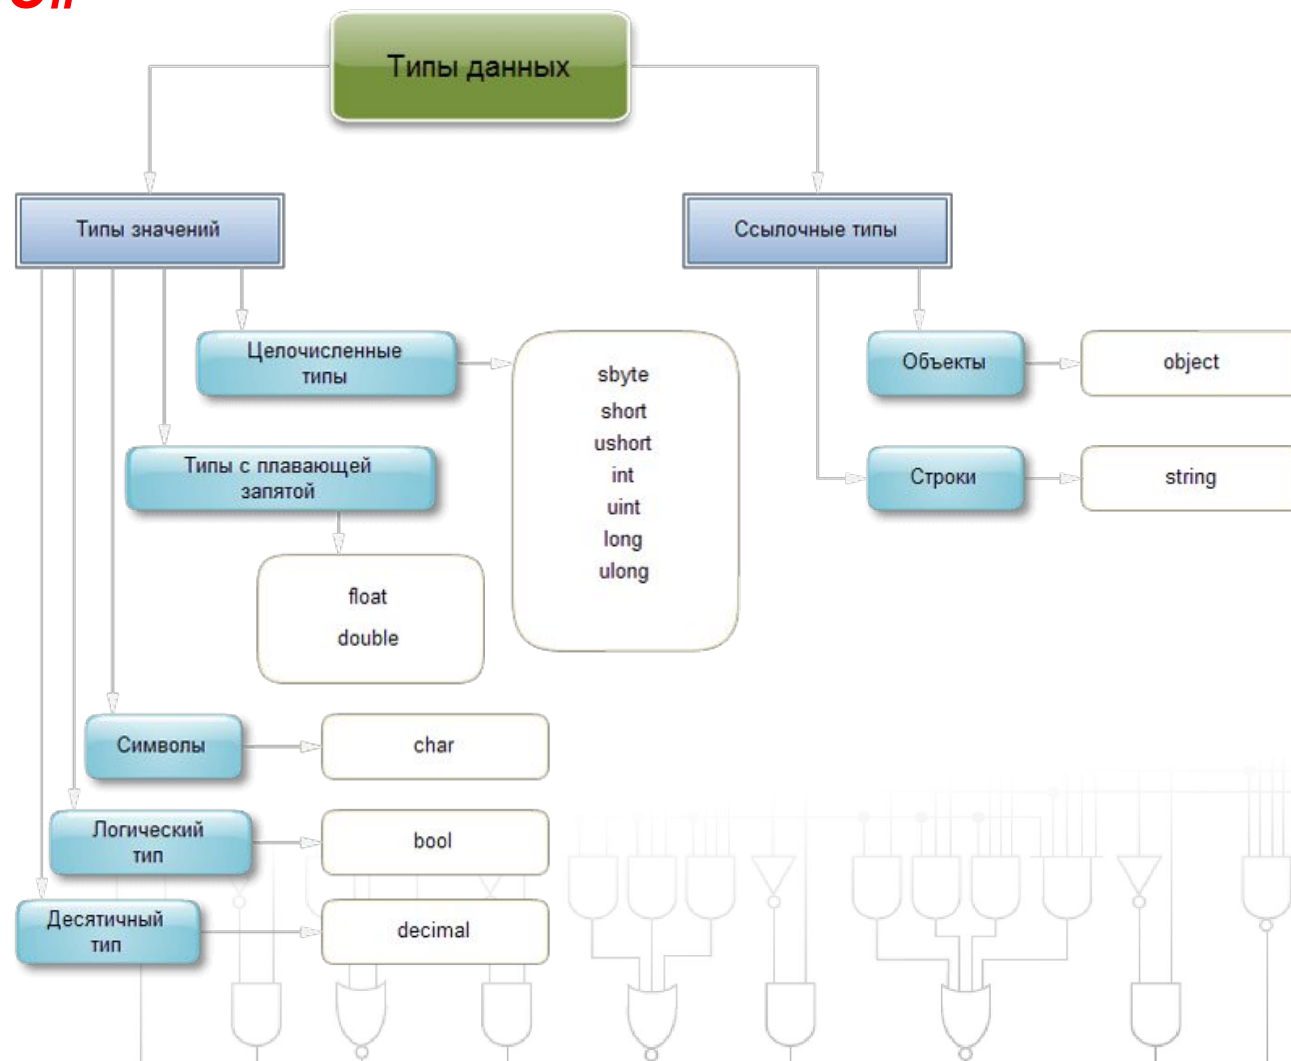 Типы данных
Типы значений
Ссылочные типы
Целочисленные
типы
sbyte
short
ushort
int
uint
long
ulong
Объекты
object
Типы с плавающей
запятой
Строки
string
float
double
Символы
char
Логический
тип
bool
Десятичный
тип
decimal